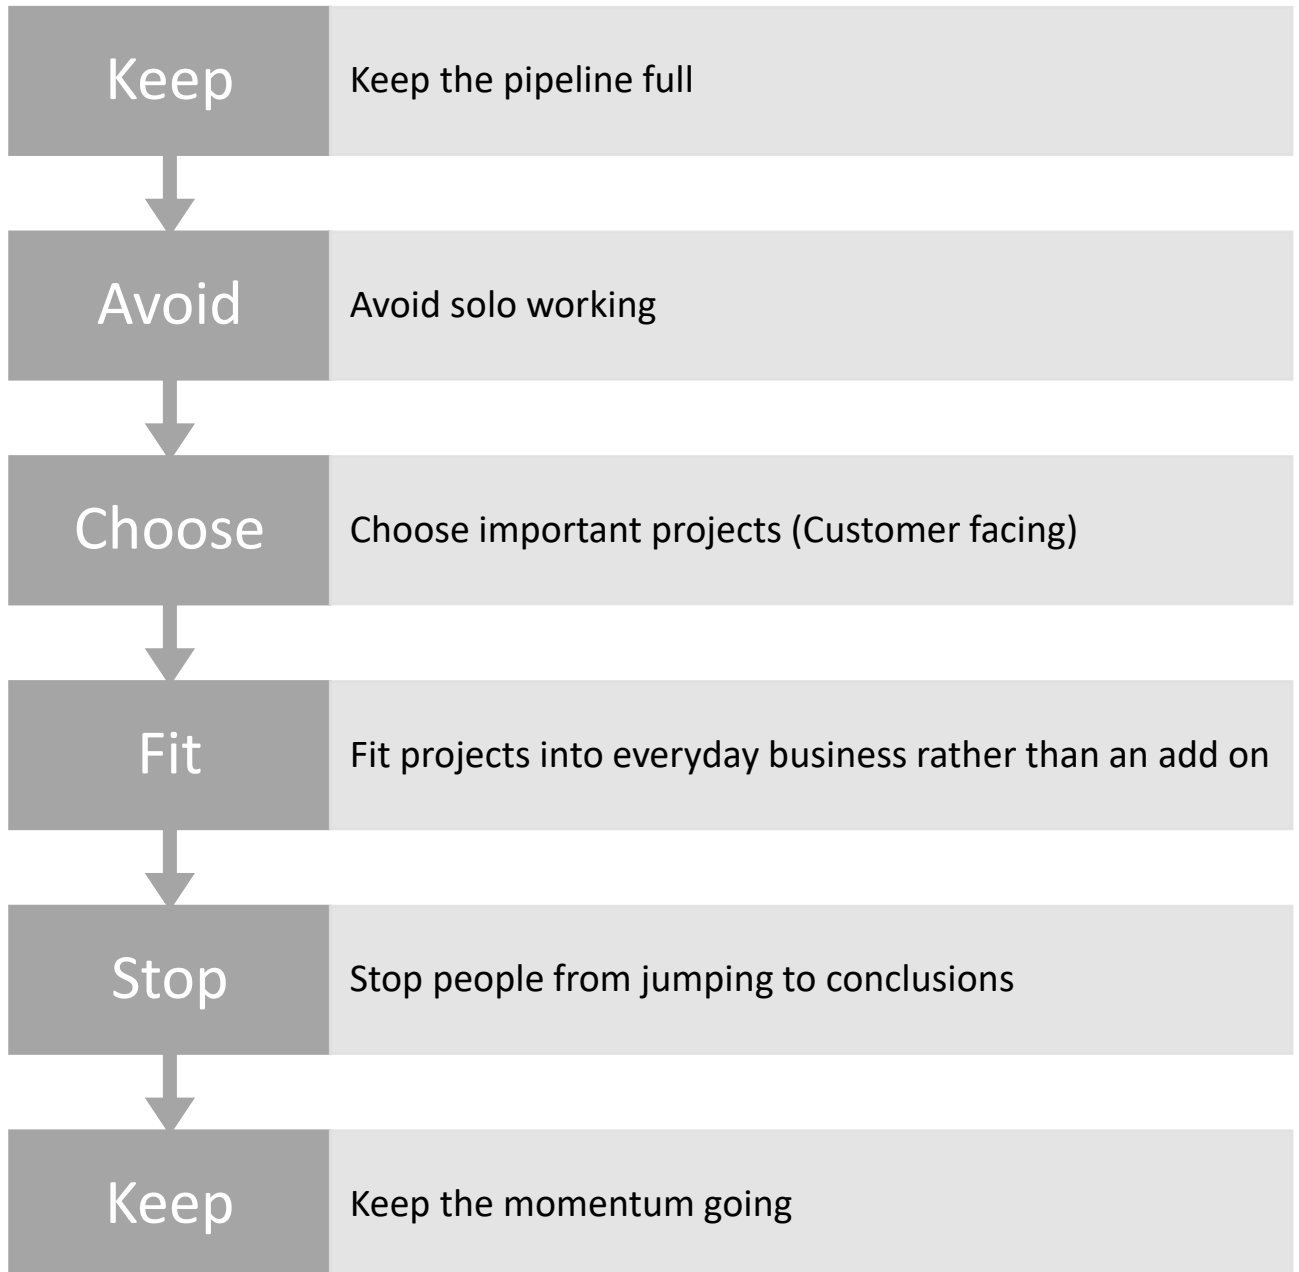 Keep
Keep the pipeline full
Avoid
Avoid solo working
Choose
Choose important projects (Customer facing)
Fit
Fit projects into everyday business rather than an add on
Stop
Stop people from jumping to conclusions
Keep
Keep the momentum going